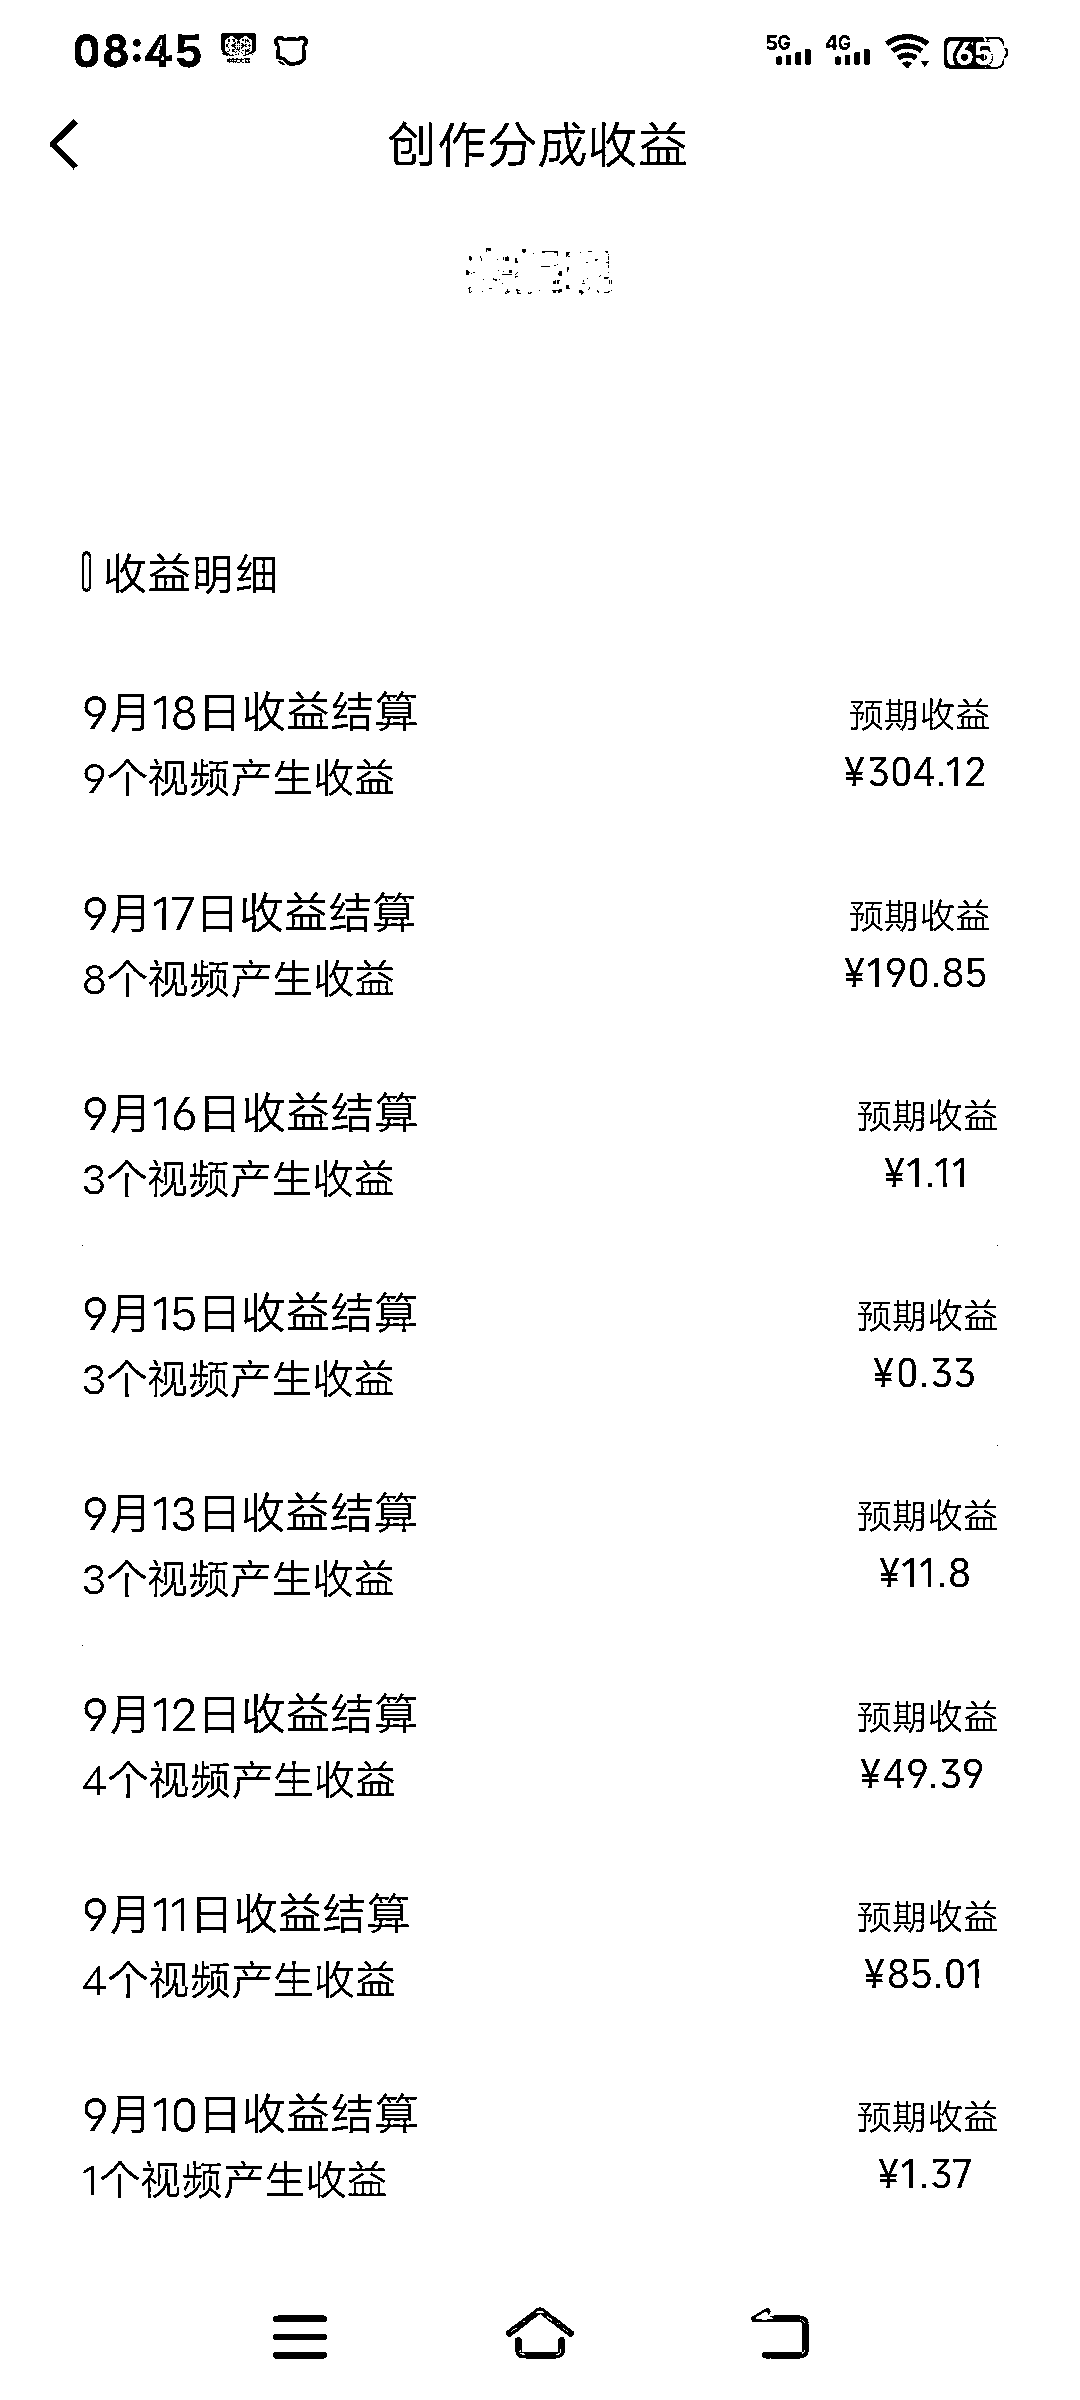 08:45
5G 4G 65
创作分成收益
收益明细
9月18日收益结算 预期收益
9个视频产生收益 ¥304.12
9月17日收益结算 预期收益
8个视频产生收益 ¥190.85
9月16日收益结算 预期收益
3个视频产生收益 ¥1.11
9月15日收益结算 预期收益
3个视频产生收益 ¥0.33
9月13日收益结算 预期收益
3个视频产生收益 ¥11.8
9月12日收益结算 预期收益
4个视频产生收益 ¥49.39
9月11日收益结算 预期收益
4个视频产生收益 ¥85.01
9月10日收益结算 预期收益
1个视频产生收益 ¥1.37